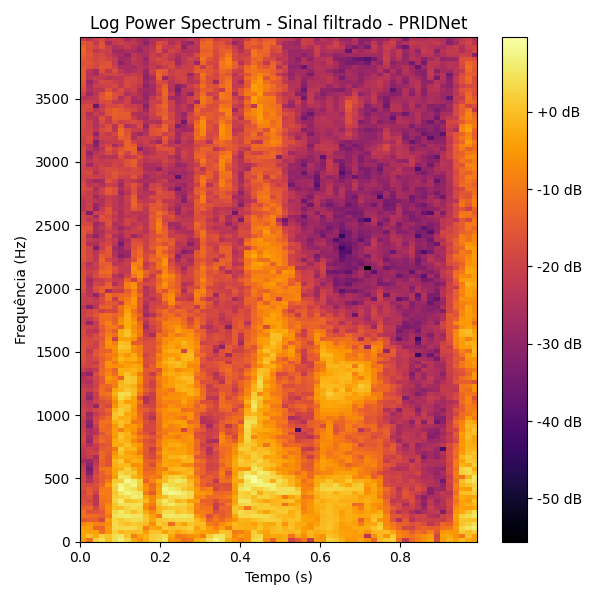 Log Power Spectrum - Sinal filtrado - PRIDNet
Frequência (Hz)
3500
3000
2500
2000
1500
1000
500
0
0.0 0.2 0.4 0.6 0.8
Tempo (s)
+0 dB
-10 dB
-20 dB
-30 dB
-40 dB
-50 dB